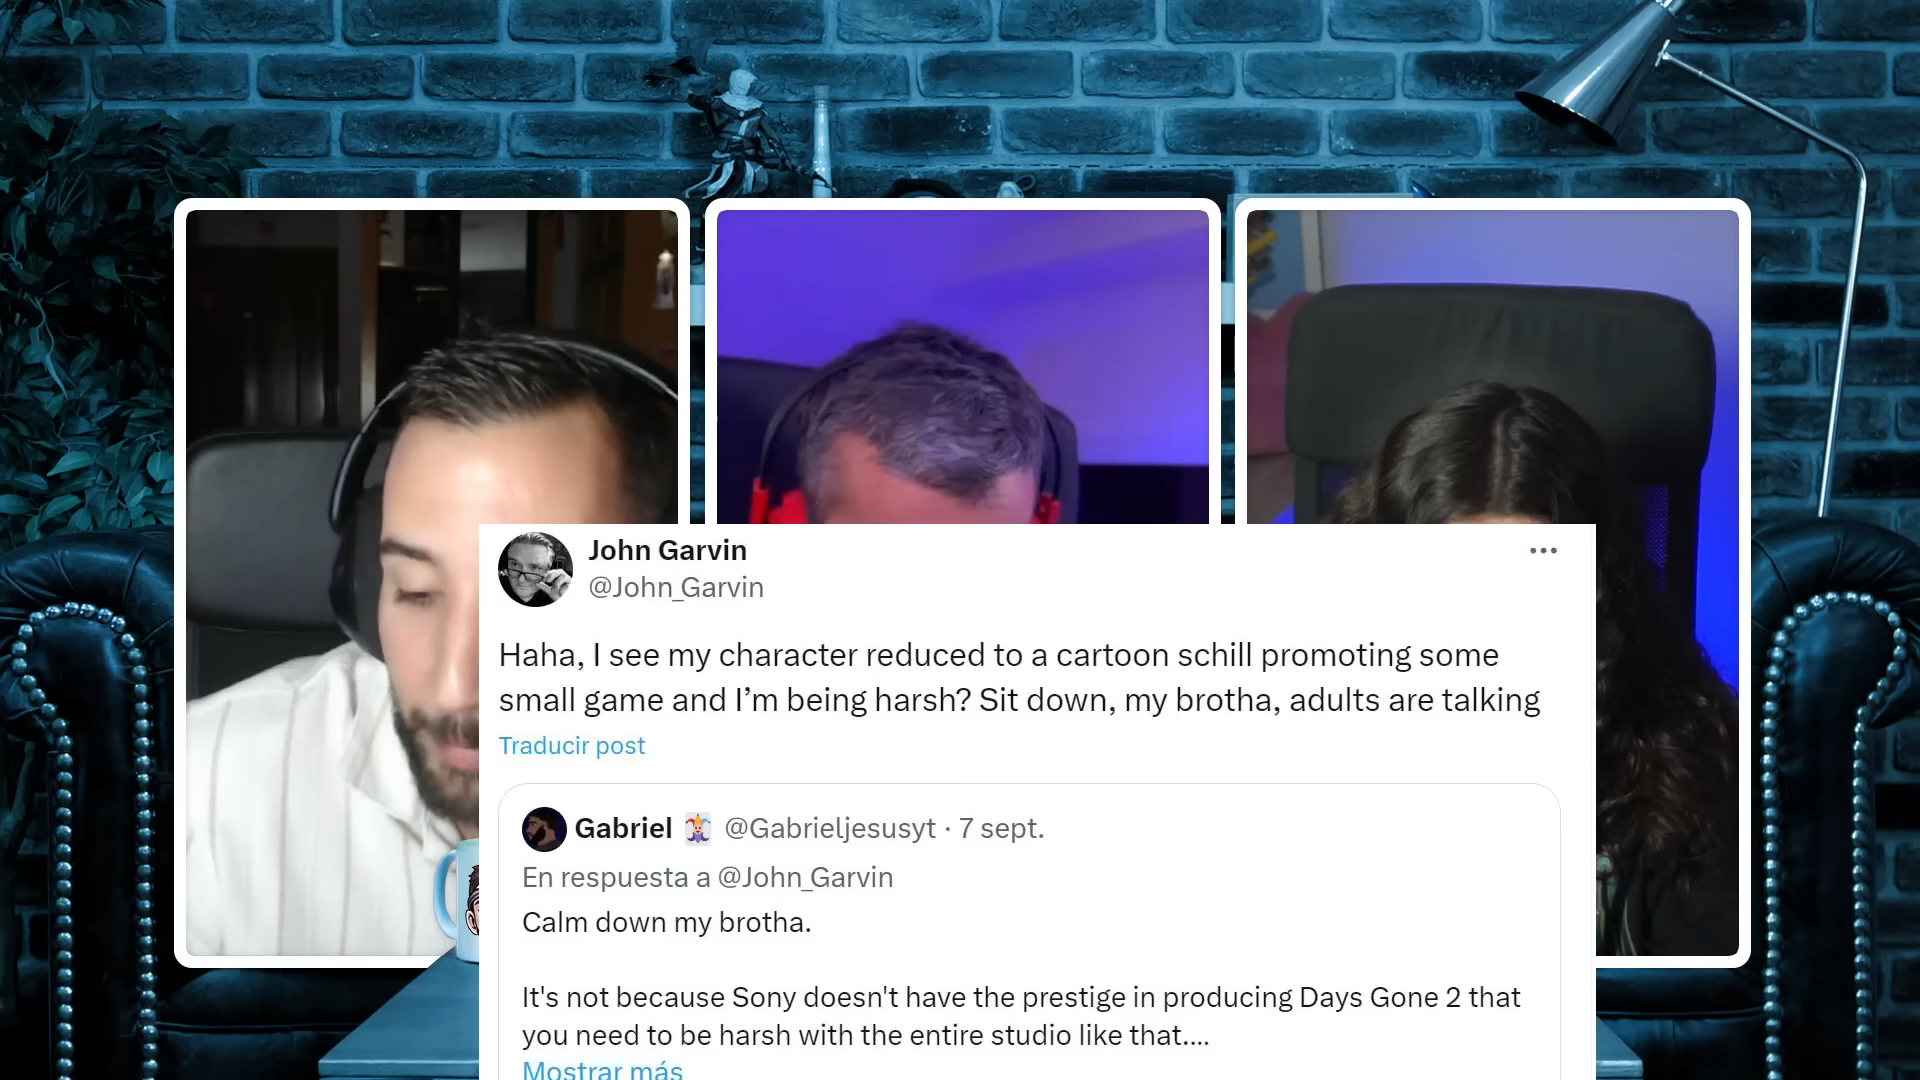 John Garvin
@John_Garvin
Haha, I see my character reduced to a cartoon schill promoting some
small game and I’m being harsh? Sit down, my brotha, adults are talking
Traducir post
Gabriel 🃏 @Gabrieljesusyt · 7 sept.
En respuesta a @John_Garvin
Calm down my brotha.
It's not because Sony doesn't have the prestige in producing Days Gone 2 that
you need to be harsh with the entire studio like that....
Mostrar más